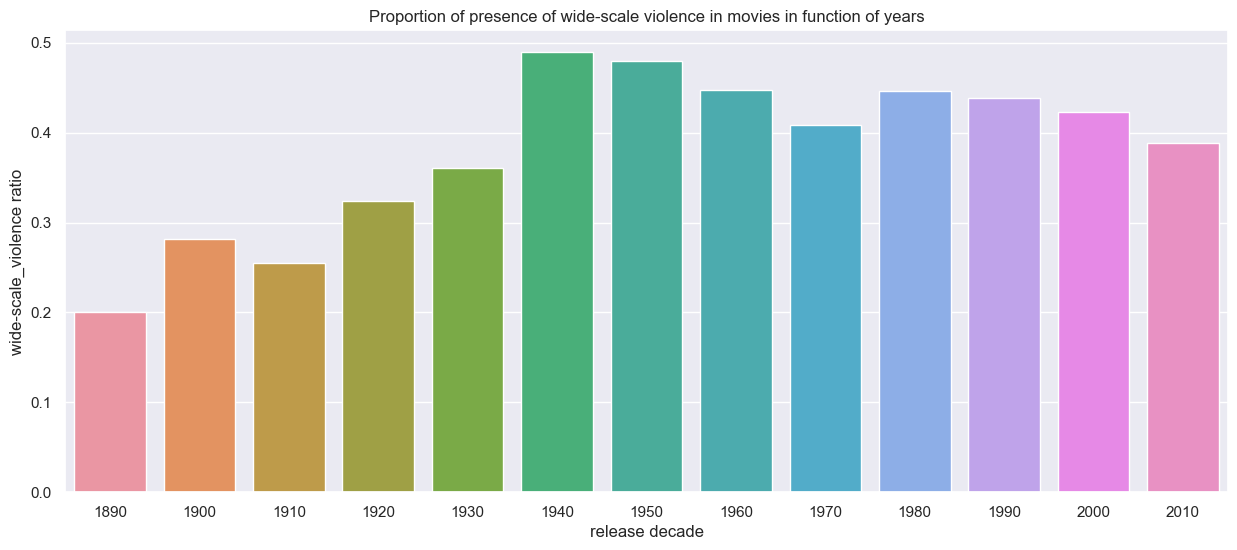 Proportion of presence of wide-scale violence in movies in function of years
wide-scale_violence ratio
0.5
0.4
0.3
0.2
0.1
0.0
1890 1900 1910 1920 1930 1940 1950 1960 1970 1980 1990 2000 2010
release decade